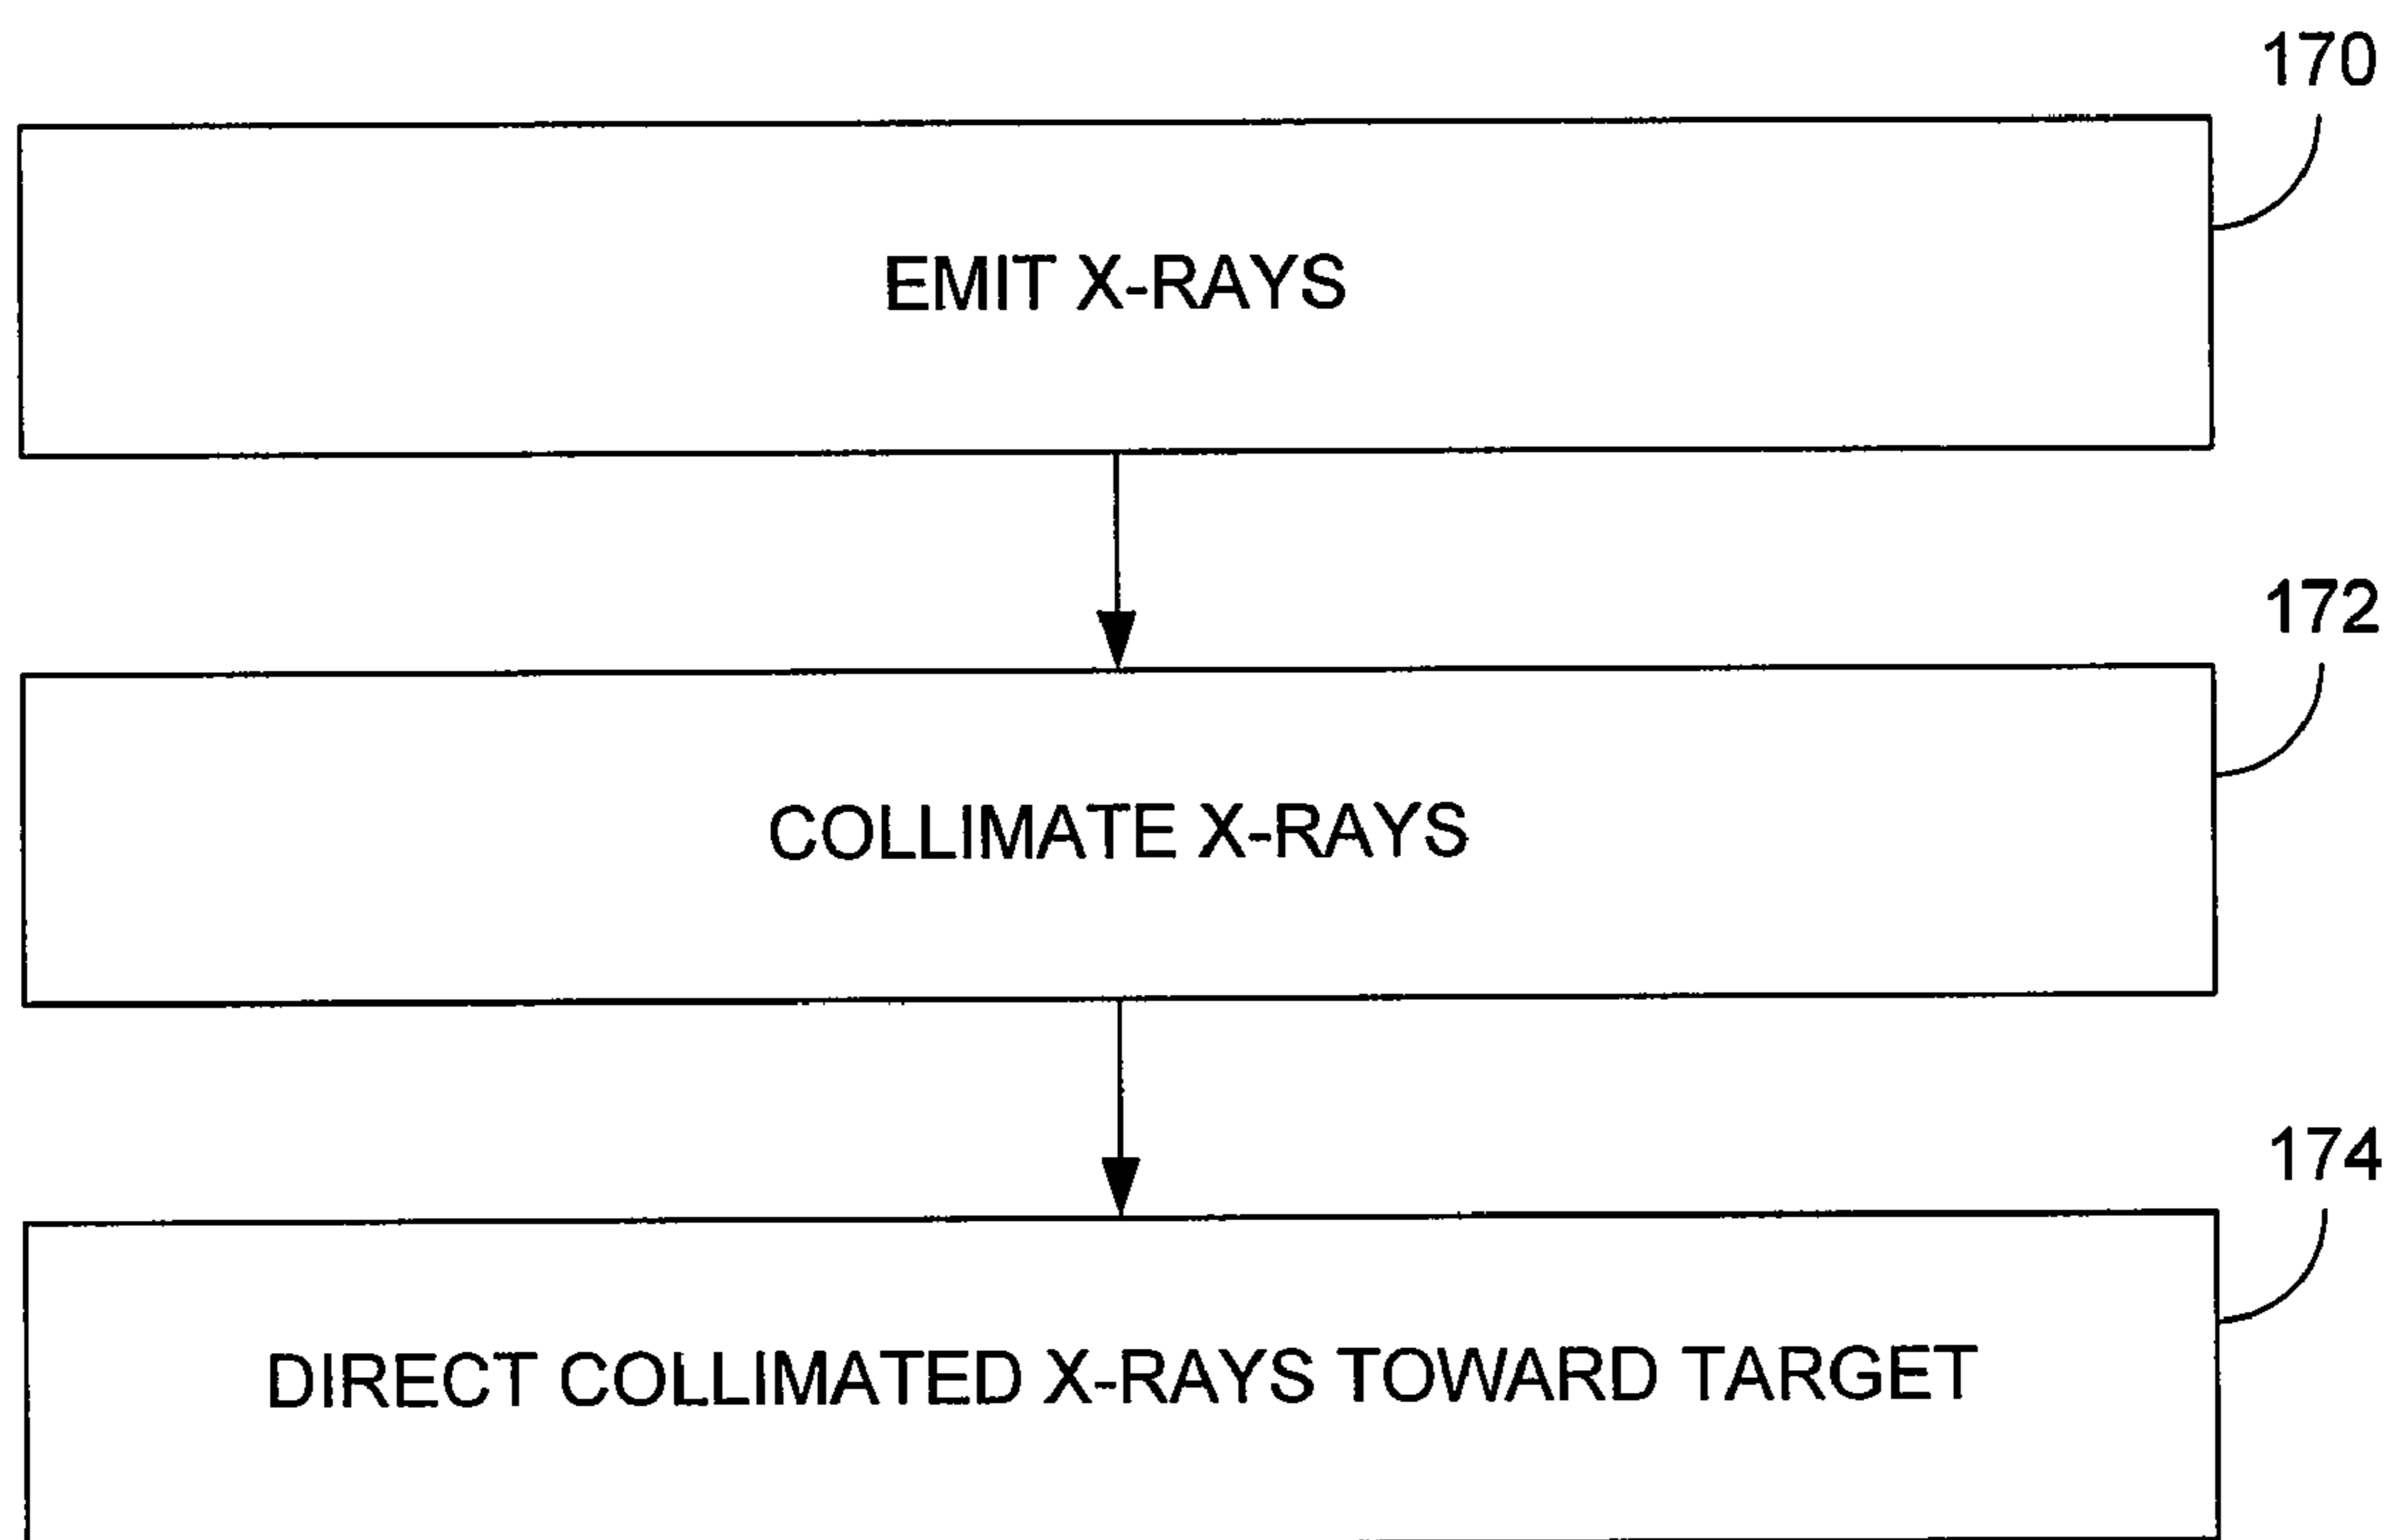 170
EMIT X-RAYS
172
COLLIMATE X-RAYS
174
DIRECT COLLIMATED X-RAYS TOWARD TARGET